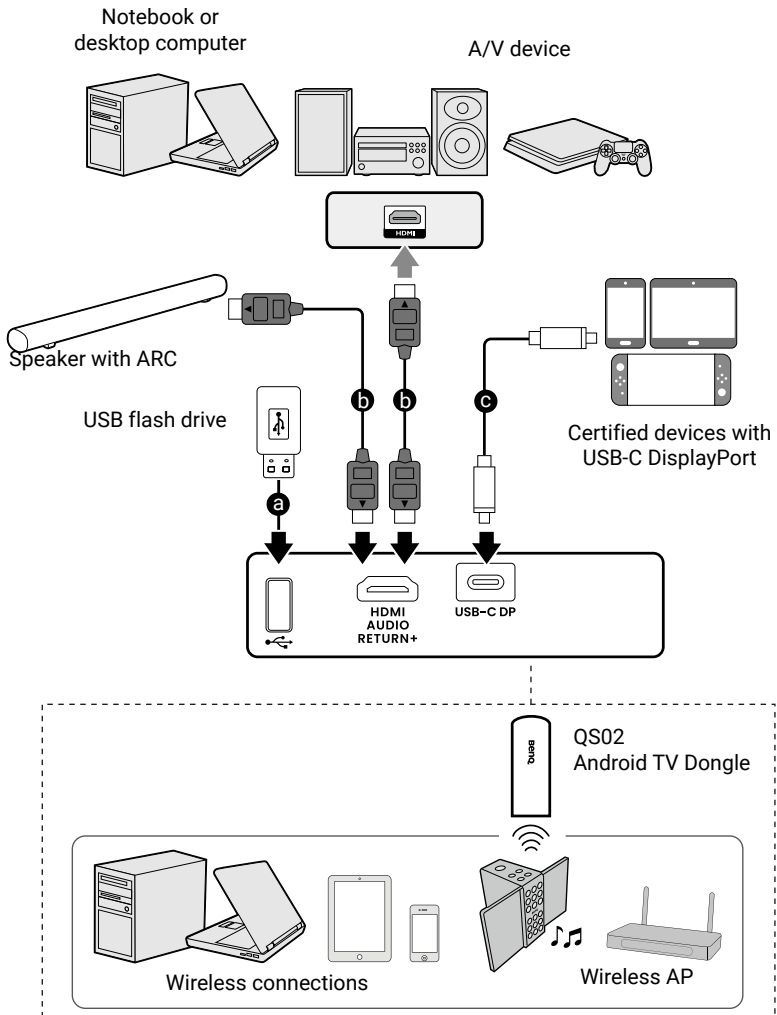 Notebook or
desktop computer
A/V device
HDMI
Speaker with ARC
USB flash drive
b
b
c
Certified devices with
USB-C DisplayPort
a
HDMI
AUDIO
RETURN+
USB-C DP
BenQ
QS02
Android TV Dongle
Wireless connections
Wireless AP